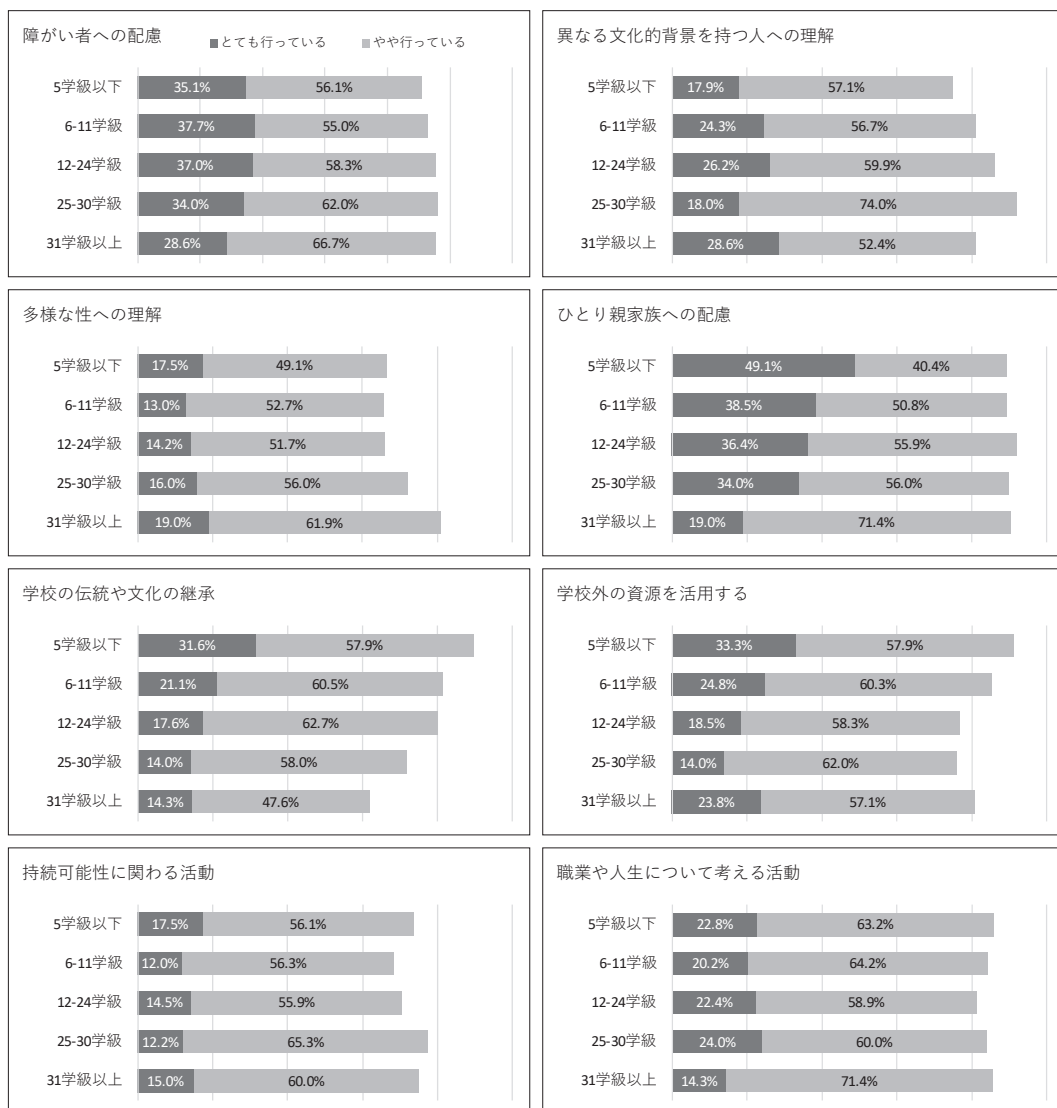 障がい者への配慮
とても行っている やや行っている
5学級以下 35.1% 56.1%
6-11学級 37.7% 55.0%
12-24学級 37.0% 58.3%
25-30学級 34.0% 62.0%
31学級以上 28.6% 66.7%
異なる文化的背景を持つ人への理解
5学級以下 17.9% 57.1%
6-11学級 24.3% 56.7%
12-24学級 26.2% 59.9%
25-30学級 18.0% 74.0%
31学級以上 28.6% 52.4%
多様な性への理解
5学級以下 17.5% 49.1%
6-11学級 13.0% 52.7%
12-24学級 14.2% 51.7%
25-30学級 16.0% 56.0%
31学級以上 19.0% 61.9%
ひとり親家族への配慮
5学級以下 49.1% 40.4%
6-11学級 38.5% 50.8%
12-24学級 36.4% 55.9%
25-30学級 34.0% 56.0%
31学級以上 19.0% 71.4%
学校の伝統や文化の継承
5学級以下 31.6% 57.9%
6-11学級 21.1% 60.5%
12-24学級 17.6% 62.7%
25-30学級 14.0% 58.0%
31学級以上 14.3% 47.6%
学校外の資源を活用する
5学級以下 33.3% 57.9%
6-11学級 24.8% 60.3%
12-24学級 18.5% 58.3%
25-30学級 14.0% 62.0%
31学級以上 23.8% 57.1%
持続可能性に関わる活動
5学級以下 17.5% 56.1%
6-11学級 12.0% 56.3%
12-24学級 14.5% 55.9%
25-30学級 12.2% 65.3%
31学級以上 15.0% 60.0%
職業や人生について考える活動
5学級以下 22.8% 63.2%
6-11学級 20.2% 64.2%
12-24学級 22.4% 58.9%
25-30学級 24.0% 60.0%
31学級以上 14.3% 71.4%